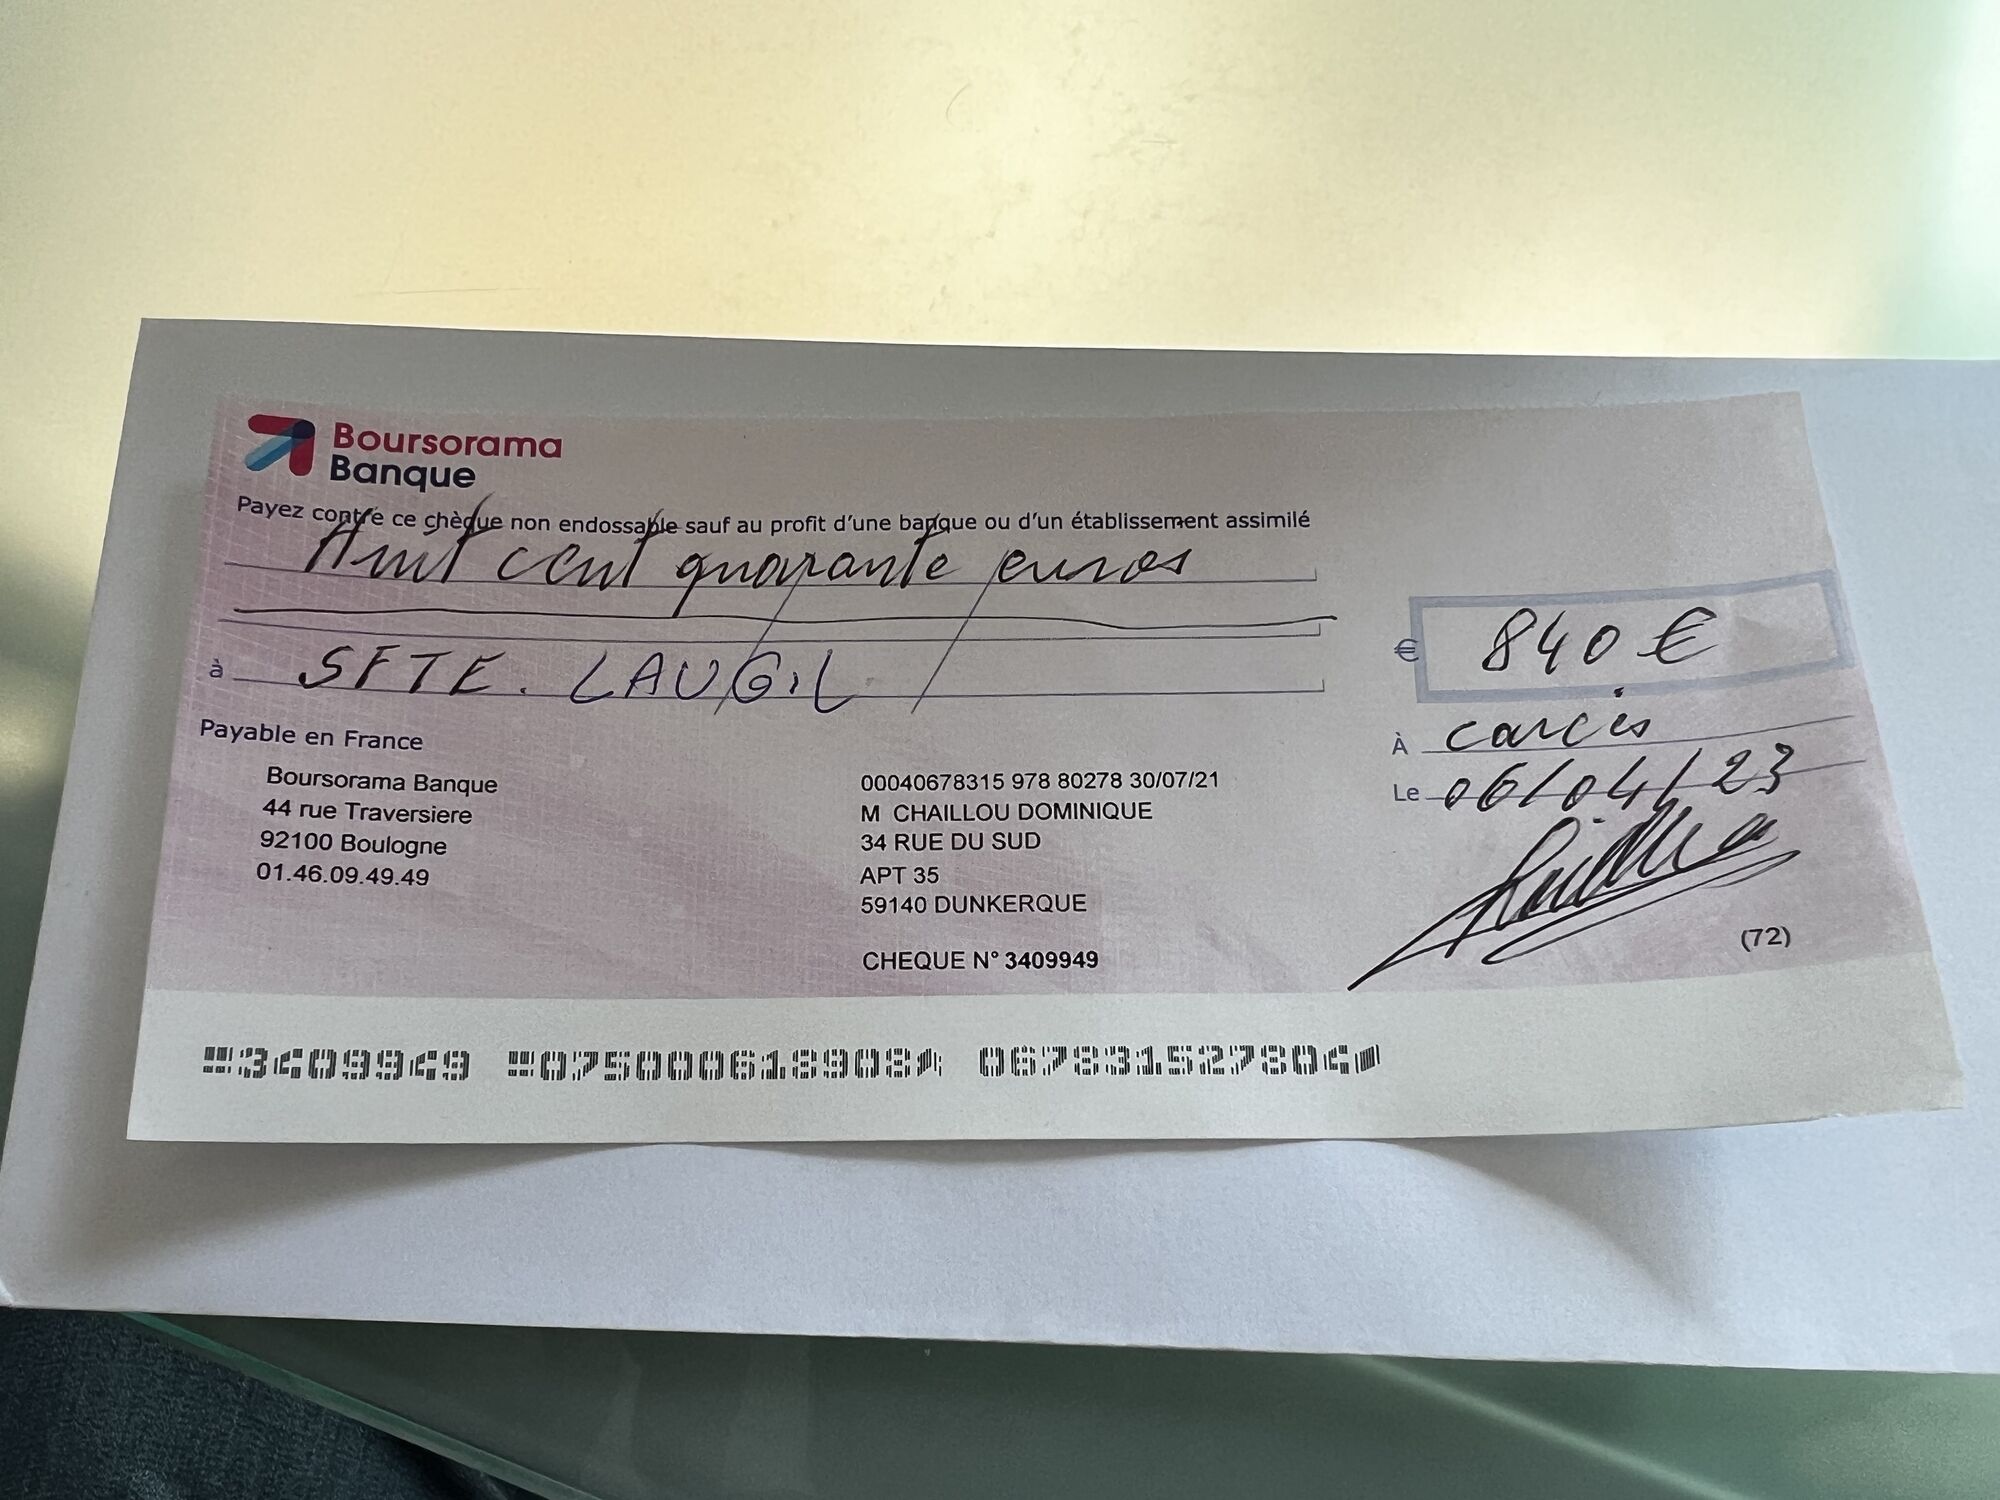 Boursorama
Banque
Payez contre ce chèque non endossable sauf au profit d'une banque ou d'un établissement assimilé
Huit cent quarante euros
€ 840 €
à SFTE. LAUGIL
À carcès
Payable en France
Le 06/04/23
Boursorama Banque
44 rue Traversiere
92100 Boulogne
01.46.09.49.49
00040678315 978 80278 30/07/21
M CHAILLOU DOMINIQUE
34 RUE DU SUD
APT 35
59140 DUNKERQUE
CHEQUE N° 3409949
(72)
3409949 075000618908 067831527804